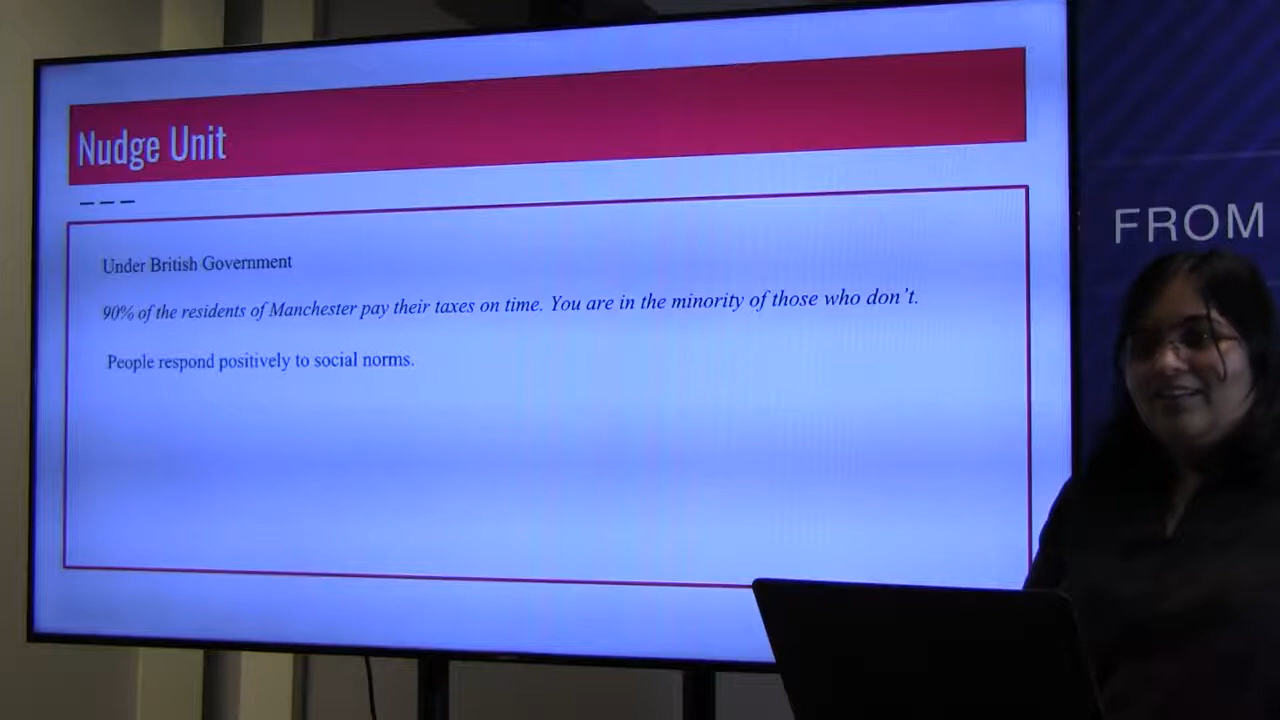 Nudge Unit
Under British Government
90% of the residents of Manchester pay their taxes on time. You are in the minority of those who don't.
People respond positively to social norms.
FROM